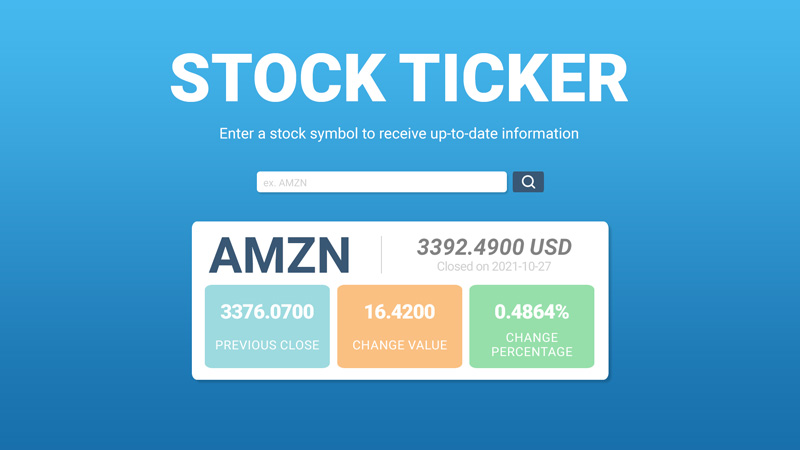 STOCK TICKER
Enter a stock symbol to receive up-to-date information
ex. AMZN
AMZN
3392.4900 USD
Closed on 2021-10-27
3376.0700
PREVIOUS CLOSE
16.4200
CHANGE VALUE
0.4864%
CHANGE
PERCENTAGE